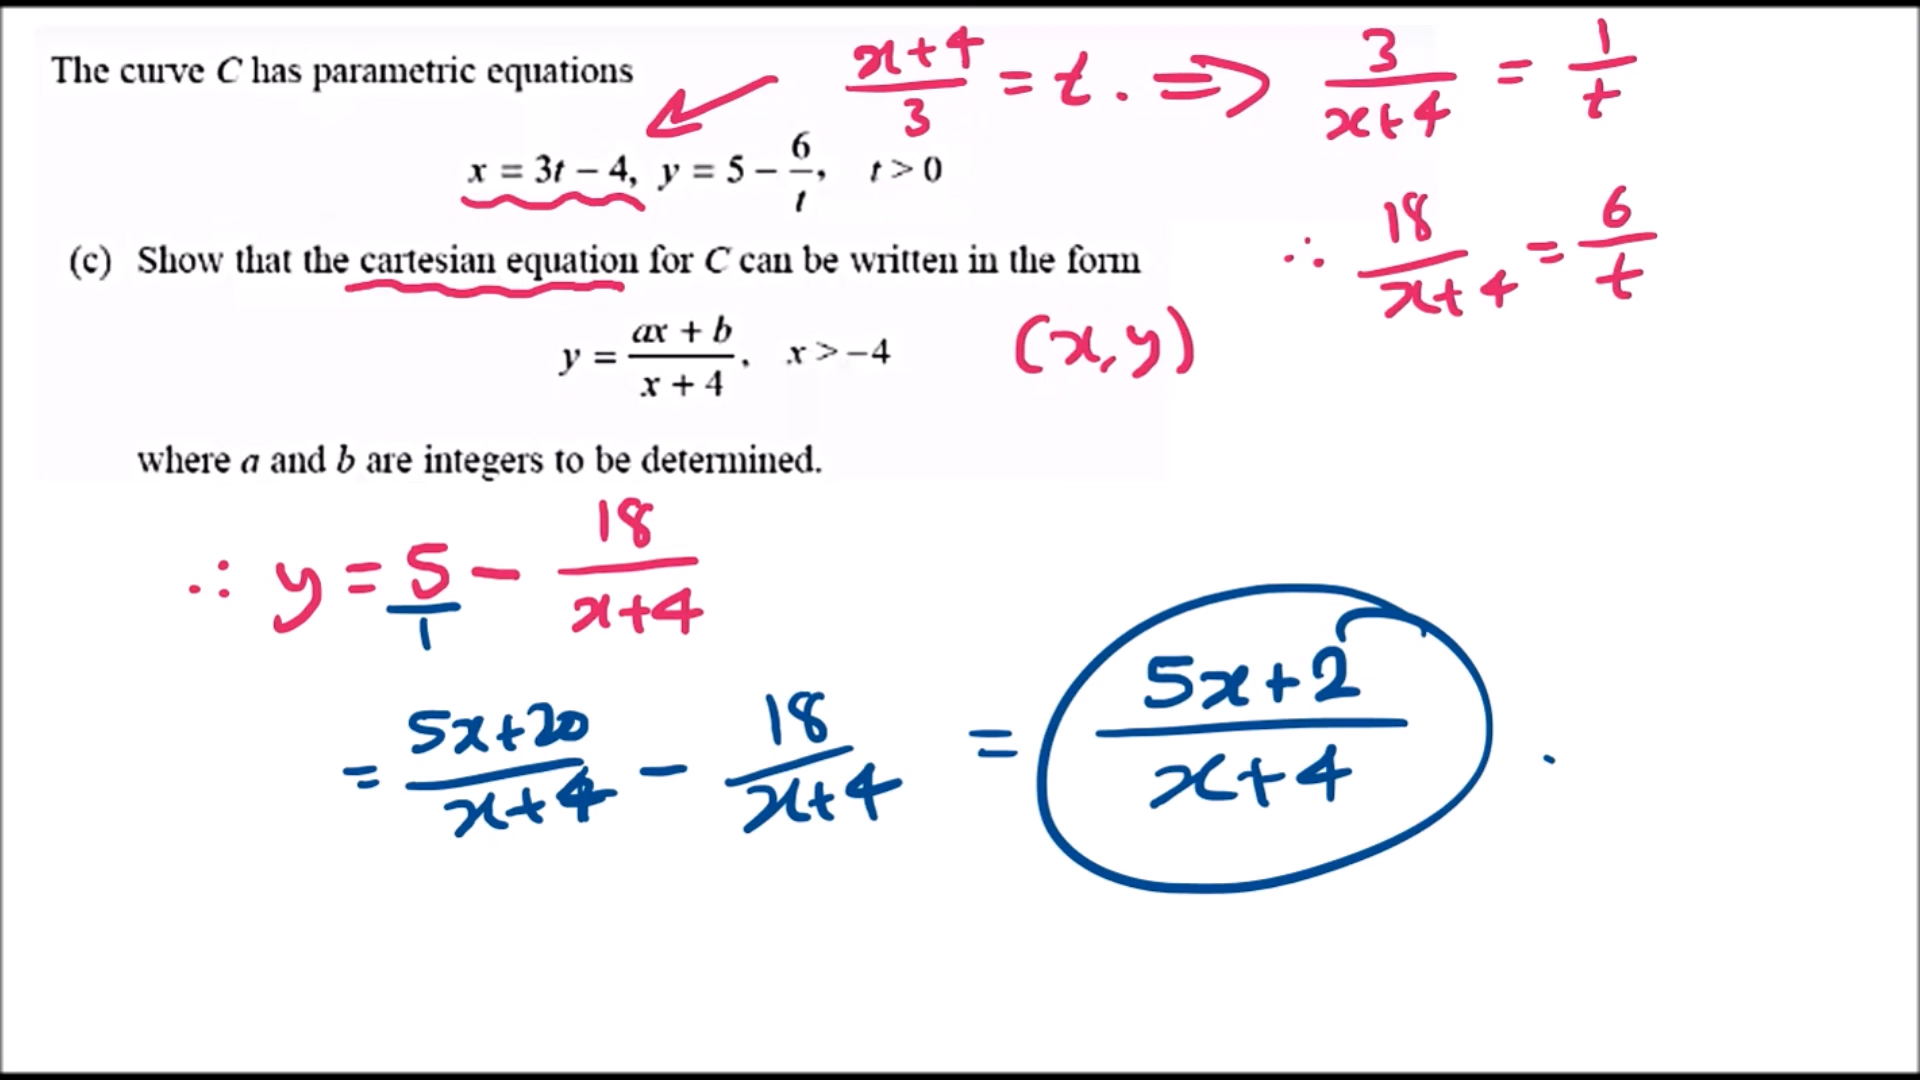 The curve C has parametric equations
x = 3t − 4, y = 5 − 6/t, t > 0
(c) Show that the cartesian equation for C can be written in the form
y = (ax + b)/(x + 4), x > −4
where a and b are integers to be determined.
(x+4)/3 = t. ⇒ 3/(x+4) = 1/t
∴ 18/(x+4) = 6/t
(x, y)
∴ y = 5/1 − 18/(x+4)
= (5x+20)/(x+4) − 18/(x+4) = (5x+2)/(x+4) .